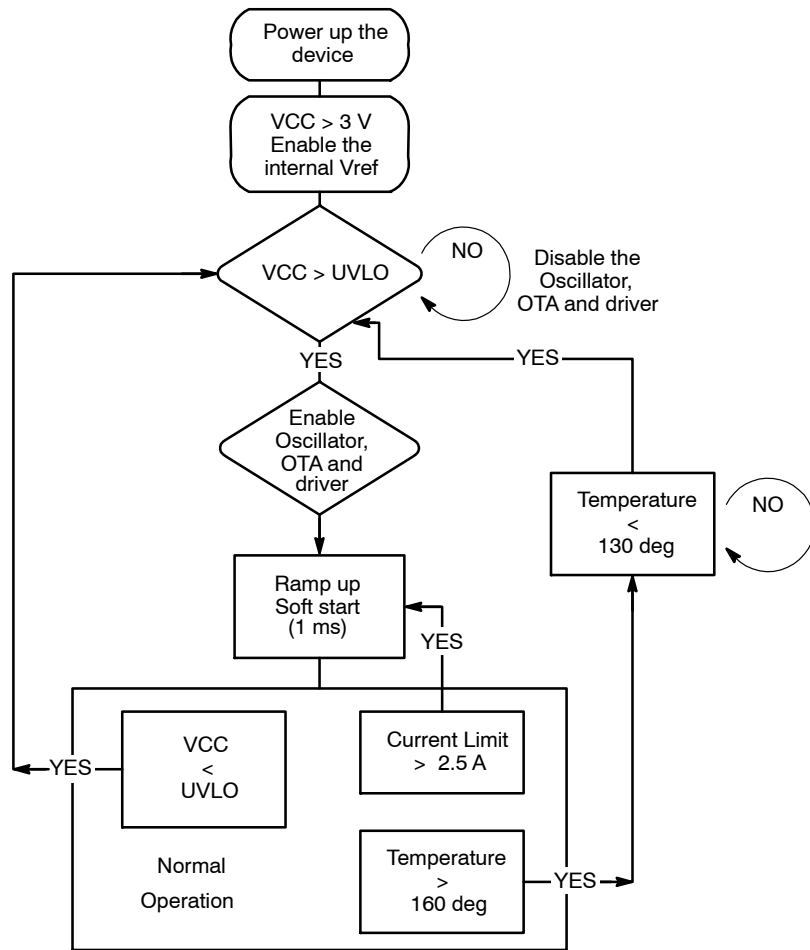 Power up the
device
VCC > 3 V
Enable the
internal Vref
VCC > UVLO
NO
Disable the
Oscillator,
OTA and driver
YES
YES
Enable
Oscillator,
OTA and
driver
Temperature
<
130 deg
NO
Ramp up
Soft start
(1 ms)
YES
VCC
<
UVLO
YES
Current Limit
> 2.5 A
Normal
Operation
Temperature
>
160 deg
YES